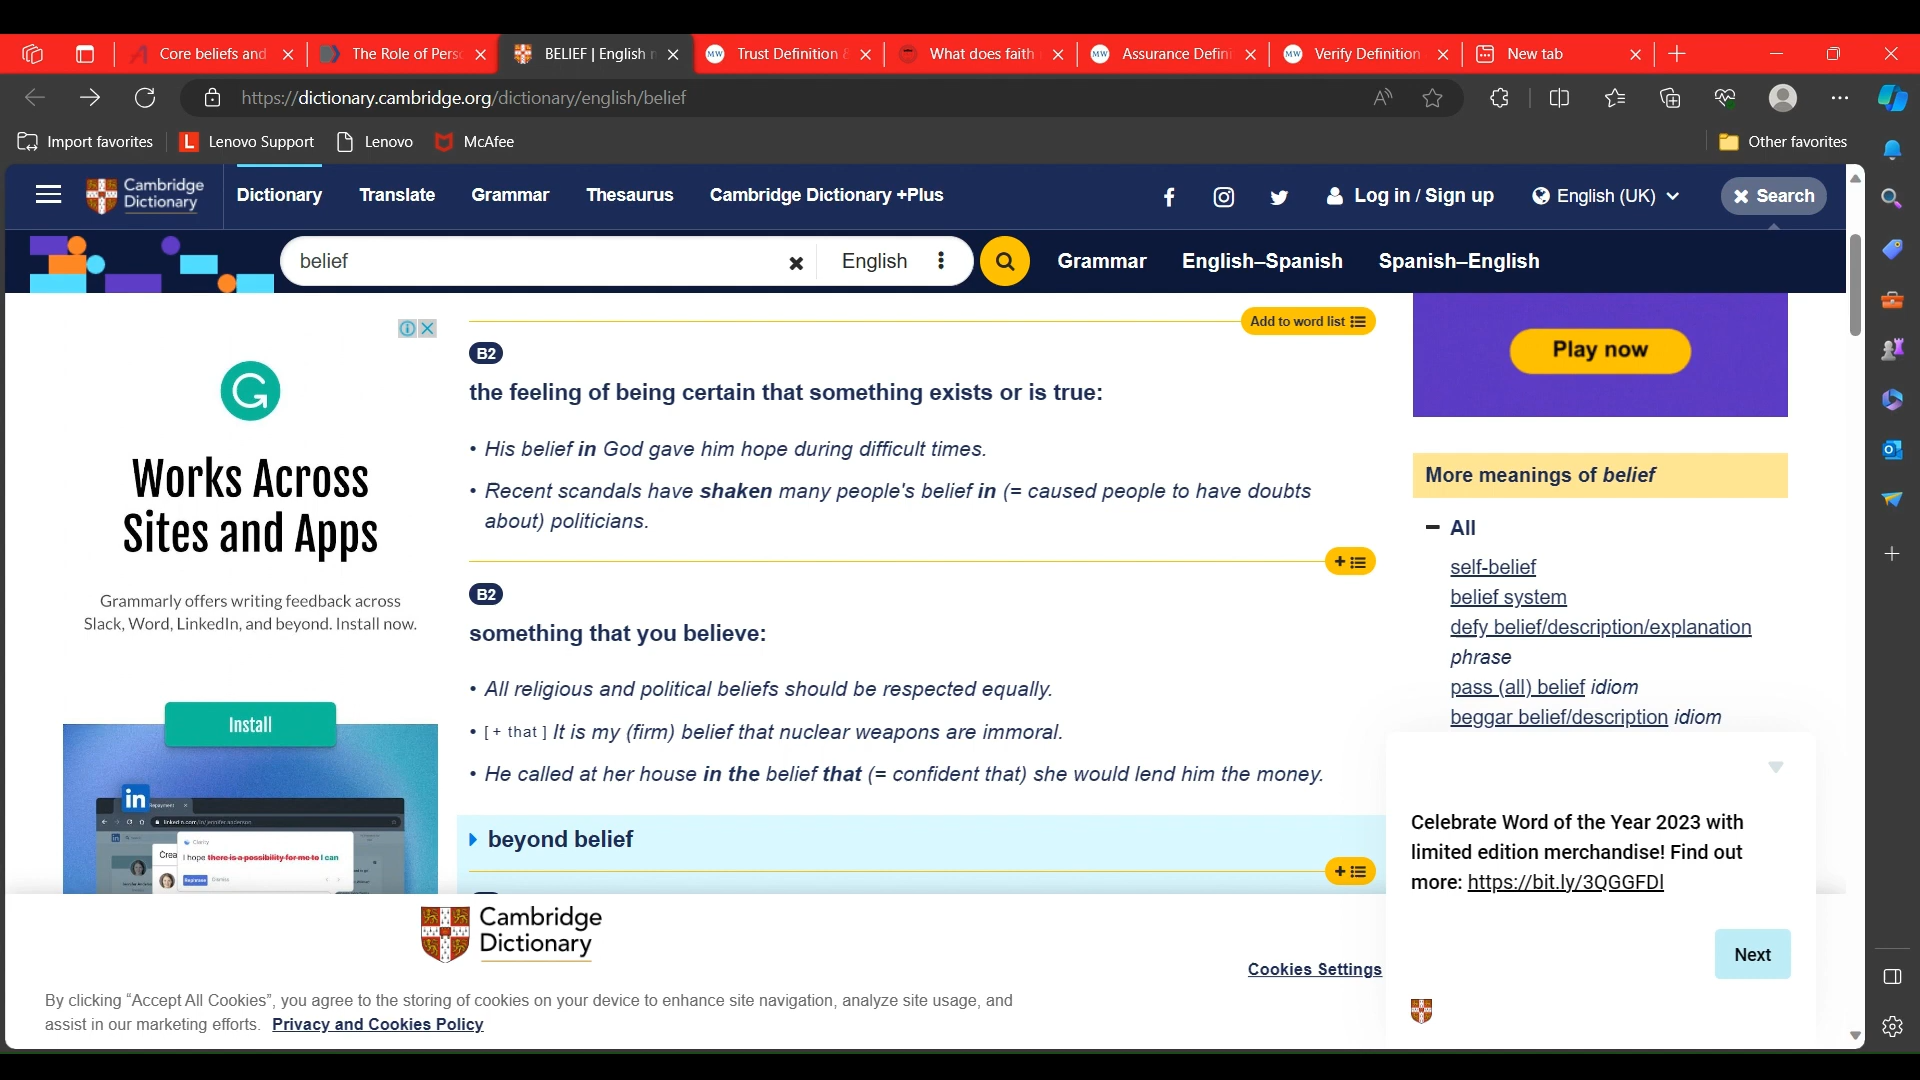 Core beliefs and
The Role of Perso
BELIEF | English m
Trust Definition &
What does faith
Assurance Defini
Verify Definition
New tab
https://dictionary.cambridge.org/dictionary/english/belief
Import favorites
Lenovo Support
Lenovo
McAfee
Other favorites
Cambridge
Dictionary
Dictionary
Translate
Grammar
Thesaurus
Cambridge Dictionary +Plus
Log in / Sign up
English (UK)
Search
belief
English
Grammar
English–Spanish
Spanish–English
Works Across
Sites and Apps
Grammarly offers writing feedback across
Slack, Word, LinkedIn, and beyond. Install now.
Install
in
I hope there is a possibility for me to I can
Add to word list
B2
the feeling of being certain that something exists or is true:
• His belief in God gave him hope during difficult times.
• Recent scandals have shaken many people's belief in (= caused people to have doubts
about) politicians.
+
B2
something that you believe:
• All religious and political beliefs should be respected equally.
• [ + that ] It is my (firm) belief that nuclear weapons are immoral.
• He called at her house in the belief that (= confident that) she would lend him the money.
beyond belief
+
Play now
More meanings of belief
All
self-belief
belief system
defy belief/description/explanation
phrase
pass (all) belief idiom
beggar belief/description idiom
Celebrate Word of the Year 2023 with
limited edition merchandise! Find out
more: https://bit.ly/3QGGFDl
Next
Cambridge
Dictionary
Cookies Settings
By clicking “Accept All Cookies”, you agree to the storing of cookies on your device to enhance site navigation, analyze site usage, and
assist in our marketing efforts. Privacy and Cookies Policy